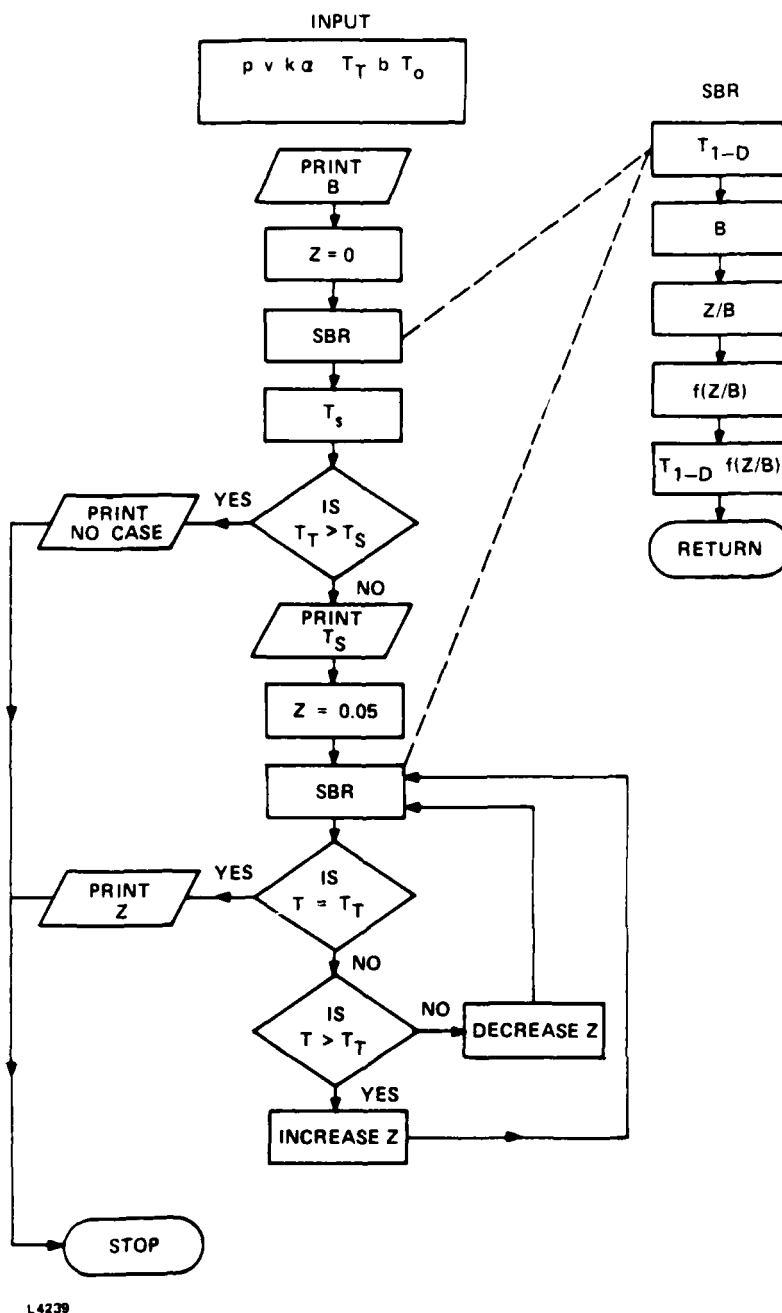 INPUT
p v k α T_T b T_o
PRINT
B
Z = 0
SBR
T_s
IS
T_T > T_S
YES
PRINT
NO CASE
NO
PRINT
T_S
Z = 0.05
SBR
IS
T = T_T
YES
PRINT
Z
NO
IS
T > T_T
NO
DECREASE Z
YES
INCREASE Z
STOP
SBR
T_1-D
B
Z/B
f(Z/B)
T_1-D f(Z/B)
RETURN
L4239